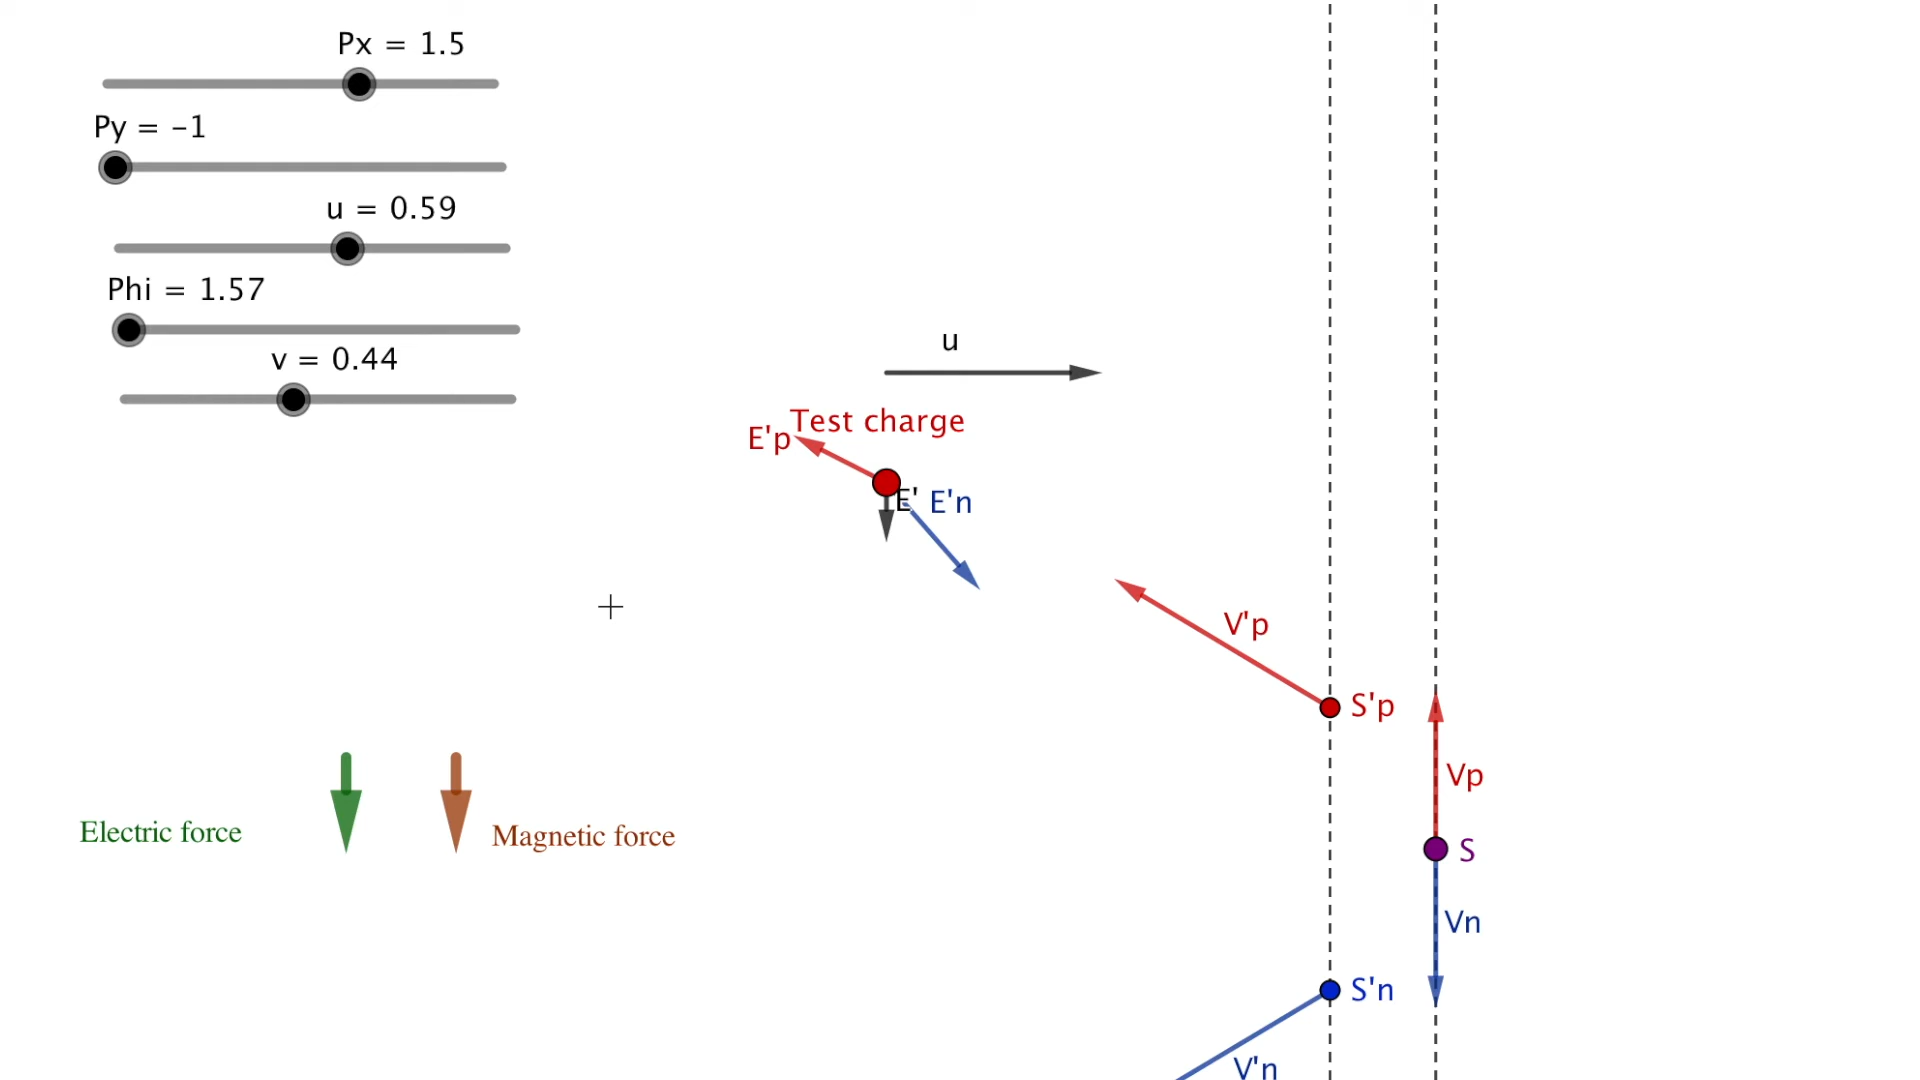 Px = 1.5
Py = −1
u = 0.59
Phi = 1.57
v = 0.44
u
Test charge
E'p
E'
E'n
V'p
S'p
Vp
S
Vn
S'n
V'n
Electric force
Magnetic force